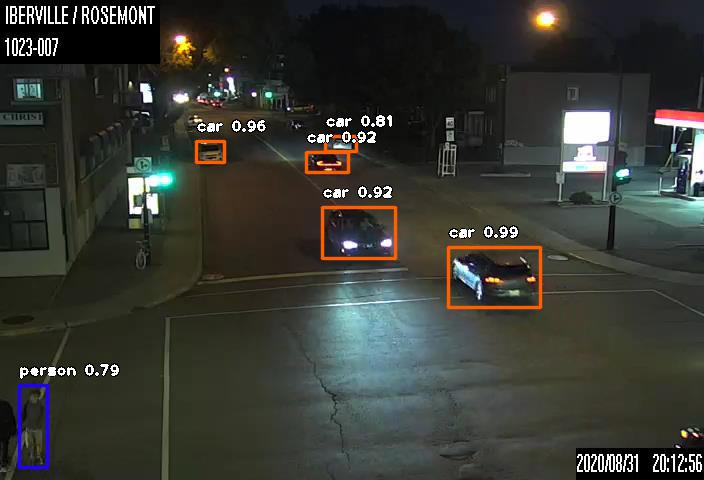 IBERVILLE / ROSEMONT
1023-007
car 0.96
car 0.81
car 0.92
car 0.92
car 0.99
CHRIST
person 0.79
2020/08/31 20:12:56